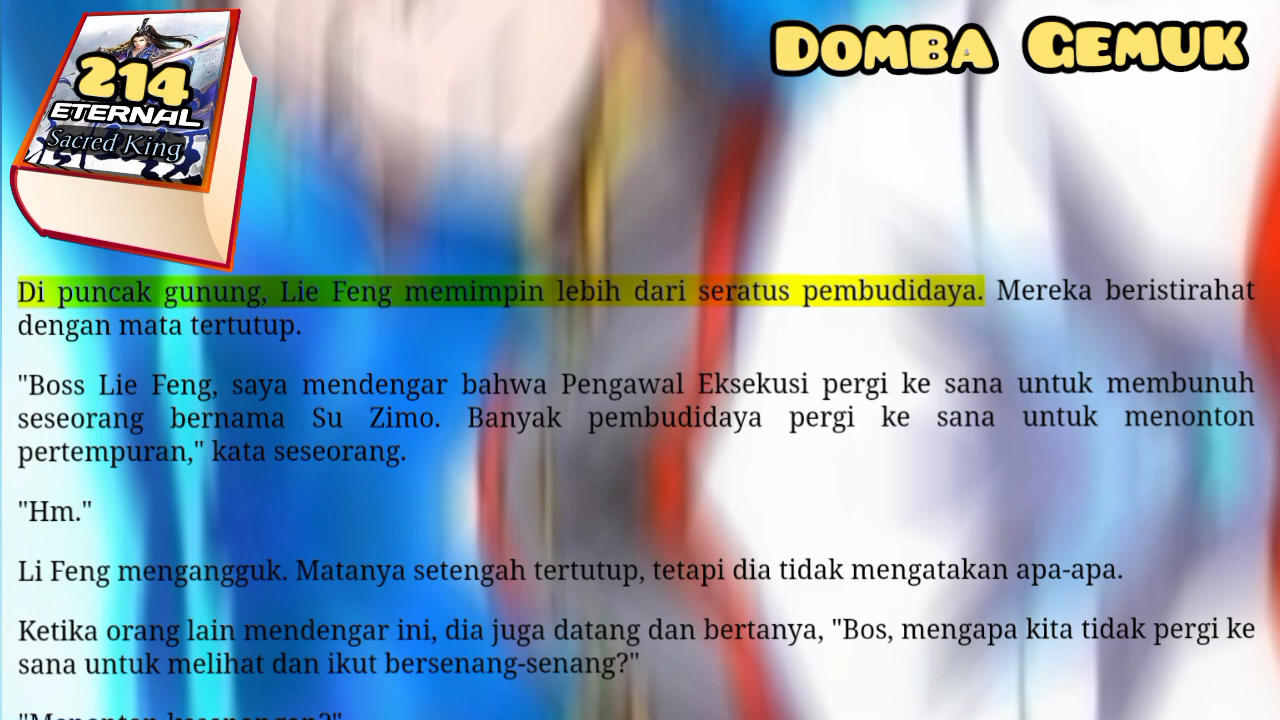 214
ETERNAL
Sacred King
DOMBA GEMUK
Di puncak gunung, Lie Feng memimpin lebih dari seratus pembudidaya. Mereka beristirahat
dengan mata tertutup.
"Boss Lie Feng, saya mendengar bahwa Pengawal Eksekusi pergi ke sana untuk membunuh
seseorang bernama Su Zimo. Banyak pembudidaya pergi ke sana untuk menonton
pertempuran," kata seseorang.
"Hm."
Li Feng mengangguk. Matanya setengah tertutup, tetapi dia tidak mengatakan apa-apa.
Ketika orang lain mendengar ini, dia juga datang dan bertanya, "Bos, mengapa kita tidak pergi ke
sana untuk melihat dan ikut bersenang-senang?"